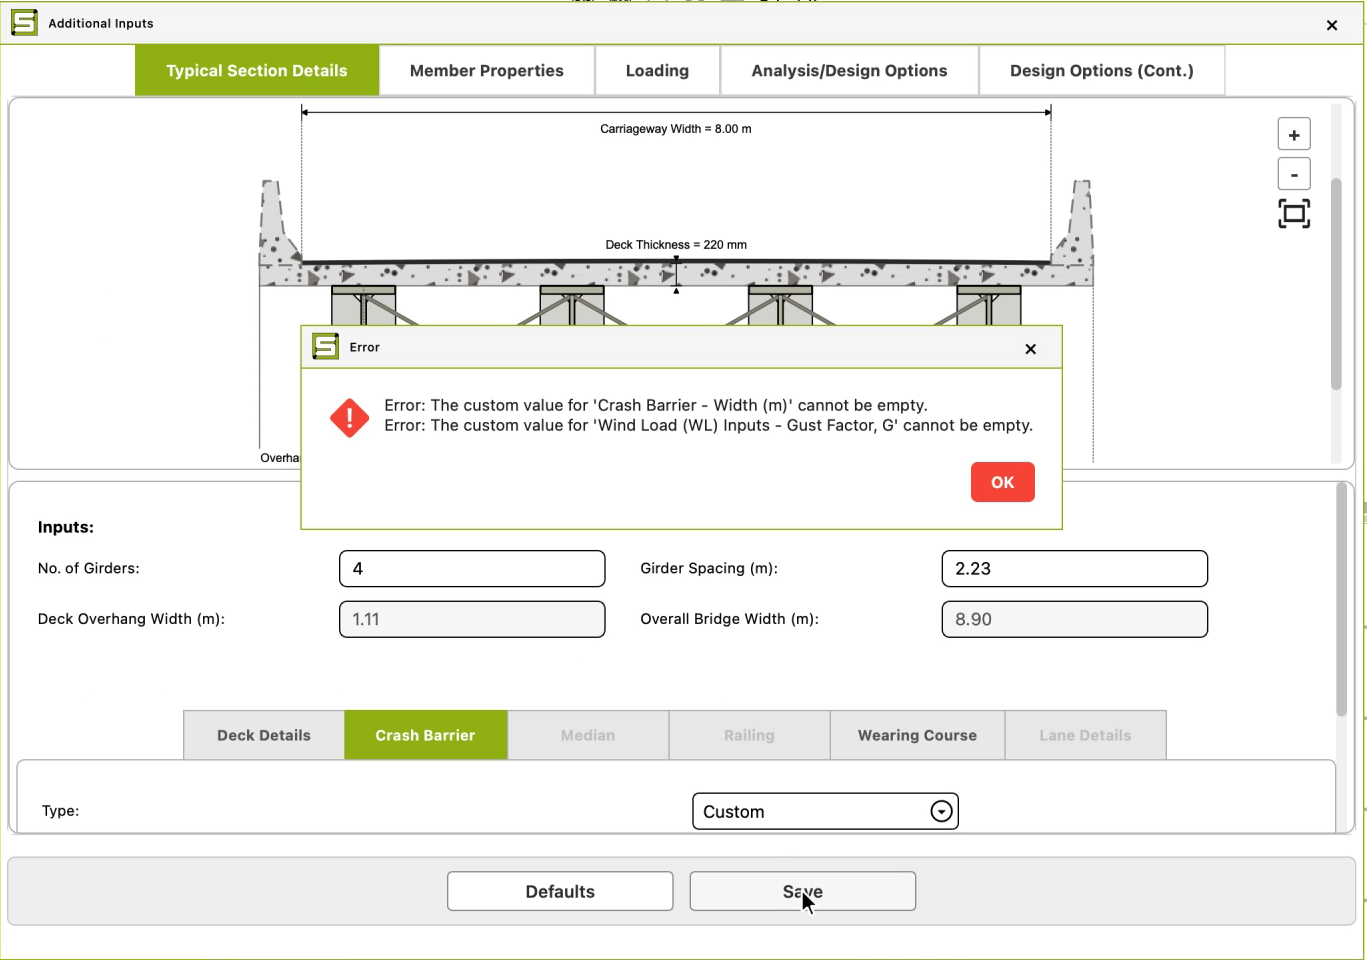 Additional Inputs
Typical Section Details
Member Properties
Loading
Analysis/Design Options
Design Options (Cont.)
Carriageway Width = 8.00 m
+
-
Deck Thickness = 220 mm
Error
Error: The custom value for 'Crash Barrier - Width (m)' cannot be empty.
Error: The custom value for 'Wind Load (WL) Inputs - Gust Factor, G' cannot be empty.
OK
Inputs:
No. of Girders: 4 Girder Spacing (m): 2.23
Deck Overhang Width (m): 1.11 Overall Bridge Width (m): 8.90
Deck Details
Crash Barrier
Median
Railing
Wearing Course
Lane Details
Type: Custom
Defaults
Save